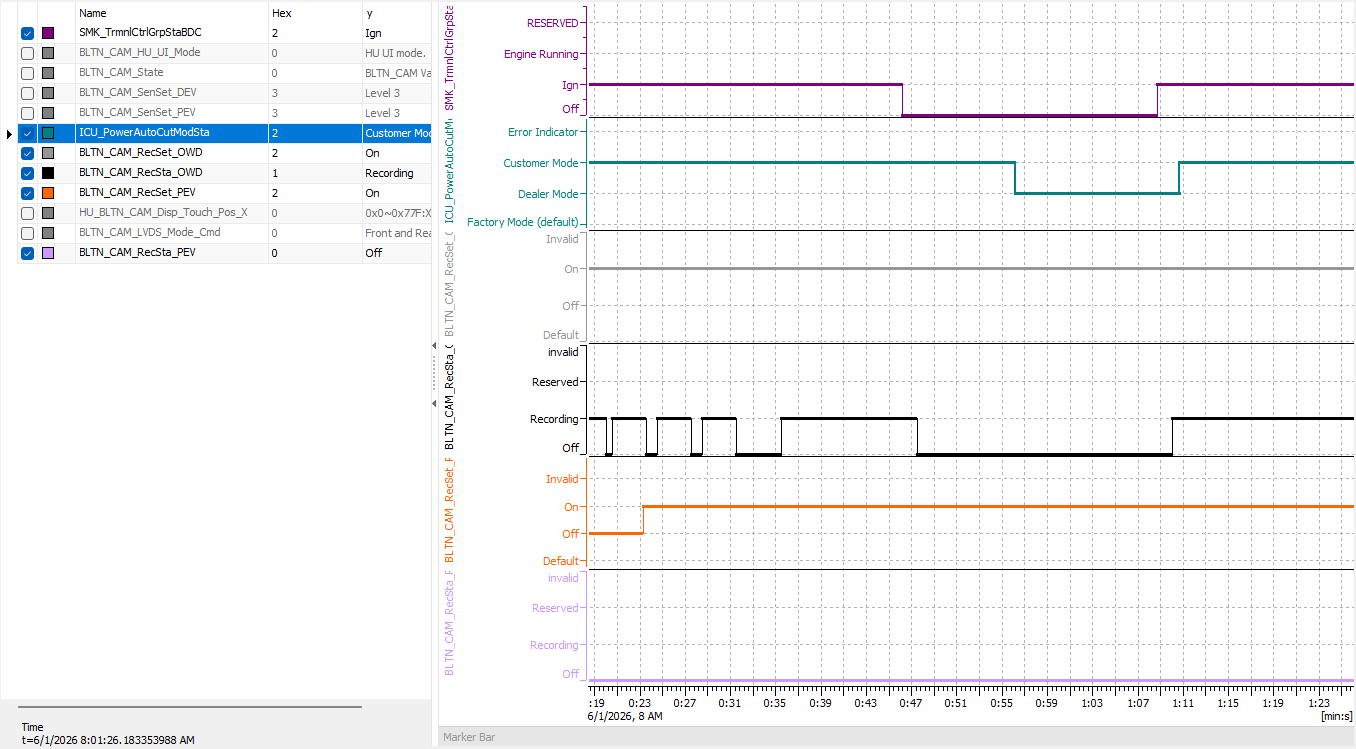 Name Hex y
SMK_TrmnlCtrlGrpStaBDC 2 Ign
BLTN_CAM_HU_UI_Mode 0 HU UI mode.
BLTN_CAM_State 0 BLTN_CAM Va
BLTN_CAM_SenSet_DEV 3 Level 3
BLTN_CAM_SenSet_PEV 3 Level 3
ICU_PowerAutoCutModSta 2 Customer Mod
BLTN_CAM_RecSet_OWD 2 On
BLTN_CAM_RecSta_OWD 1 Recording
BLTN_CAM_RecSet_PEV 2 On
HU_BLTN_CAM_Disp_Touch_Pos_X 0 0x0~0x77F:X
BLTN_CAM_LVDS_Mode_Cmd 0 Front and Rea
BLTN_CAM_RecSta_PEV 0 Off
Time
t=6/1/2026 8:01:26.183353988 AM
SMK_TrmnlCtrlGrpSta
RESERVED
Engine Running
Ign
Off
ICU_PowerAutoCutM
Error Indicator
Customer Mode
Dealer Mode
Factory Mode (default)
BLTN_CAM_RecSet_O
Invalid
On
Off
Default
BLTN_CAM_RecSta_O
invalid
Reserved
Recording
Off
BLTN_CAM_RecSet_P
Invalid
On
Off
Default
BLTN_CAM_RecSta_P
invalid
Reserved
Recording
Off
:19 0:23 0:27 0:31 0:35 0:39 0:43 0:47 0:51 0:55 0:59 1:03 1:07 1:11 1:15 1:19 1:23
6/1/2026, 8 AM [min:s]
Marker Bar